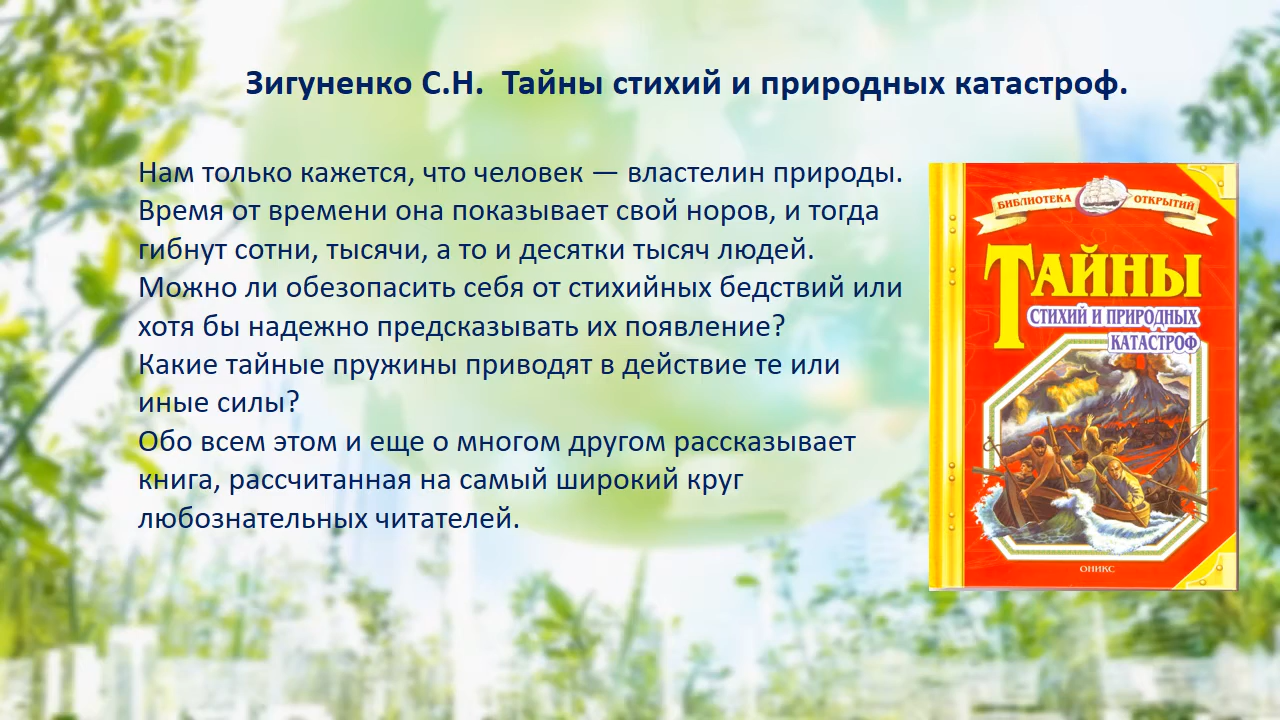 Зигуненко С.Н.  Тайны стихий и природных катастроф.
Нам только кажется, что человек — властелин природы.
Время от времени она показывает свой норов, и тогда
гибнут сотни, тысячи, а то и десятки тысяч людей.
Можно ли обезопасить себя от стихийных бедствий или
хотя бы надежно предсказывать их появление?
Какие тайные пружины приводят в действие те или
иные силы?
Обо всем этом и еще о многом другом рассказывает
книга, рассчитанная на самый широкий круг
любознательных читателей.
БИБЛИОТЕКА ОТКРЫТИЙ
ТАЙНЫ
СТИХИЙ И ПРИРОДНЫХ
КАТАСТРОФ
ОНИКС